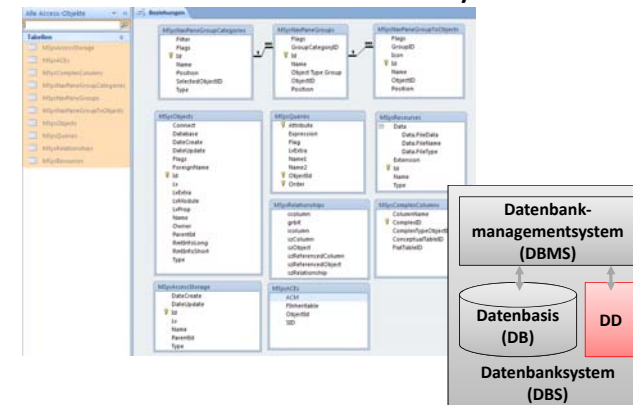 Alle Access-Objekte
Tabellen
MSysAccessStorage
MSysACEs
MSysComplexColumns
MSysNavPaneGroupCategories
MSysNavPaneGroups
MSysNavPaneGroupToObjects
MSysObjects
MSysQueries
MSysRelationships
MSysResources
Beziehungen
MSysNavPaneGroupCategories
Filter
Flags
Id
Name
Position
SelectedObjectID
Type
MSysNavPaneGroups
Flags
GroupCategoryID
Id
Name
Object Type Group
ObjectID
Position
MSysNavPaneGroupToObjects
Flags
GroupID
Icon
Id
Name
ObjectID
Position
MSysObjects
Connect
Database
DateCreate
DateUpdate
Flags
ForeignName
Id
Lv
LvExtra
LvModule
LvProp
Name
Owner
ParentId
RmtInfoLong
RmtInfoShort
Type
MSysQueries
Attribute
Expression
Flag
LvExtra
Name1
Name2
ObjectId
Order
MSysResources
Data
Data.FileData
Data.FileName
Data.FileType
Extension
Id
Name
Type
MSysRelationships
ccolumn
grbit
icolumn
szColumn
szObject
szReferencedColumn
szReferencedObject
szRelationship
MSysComplexColumns
ColumnName
ComplexID
ComplexTypeObjectI
ConceptualTableID
FlatTableID
MSysAccessStorage
DateCreate
DateUpdate
Id
Lv
Name
ParentId
Type
MSysACEs
ACM
FInheritable
ObjectId
SID
Datenbank-
managementsystem
(DBMS)
Datenbasis
(DB)
DD
Datenbanksystem
(DBS)